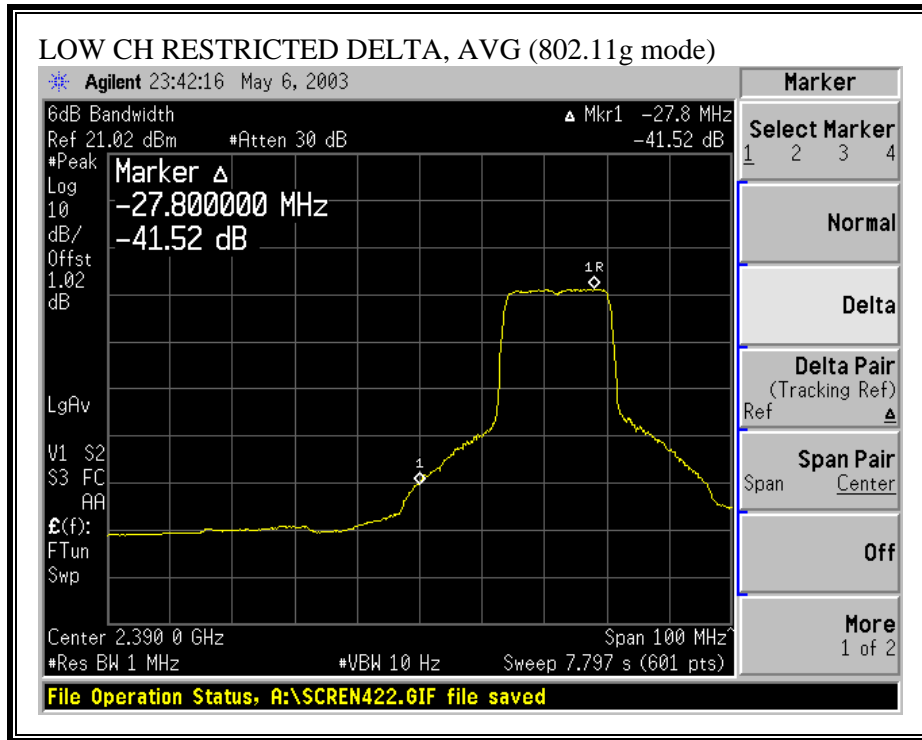 LOW CH RESTRICTED DELTA, AVG (802.11g mode)
Agilent 23:42:16 May 6, 2003
6dB Bandwidth
Δ Mkr1 -27.8 MHz
Ref 21.02 dBm #Atten 30 dB -41.52 dB
#Peak
Log
10
dB/
Offst
1.02
dB
Marker Δ
-27.800000 MHz
-41.52 dB
1R
1
LgAv
V1 S2
S3 FC
AA
£(f):
FTun
Swp
Center 2.390 0 GHz Span 100 MHz^
#Res BW 1 MHz #VBW 10 Hz Sweep 7.797 s (601 pts)
File Operation Status, A:\SCREN422.GIF file saved
Marker
Select Marker
1 2 3 4
Normal
Delta
Delta Pair
(Tracking Ref)
Ref Δ
Span Pair
Span Center
Off
More
1 of 2